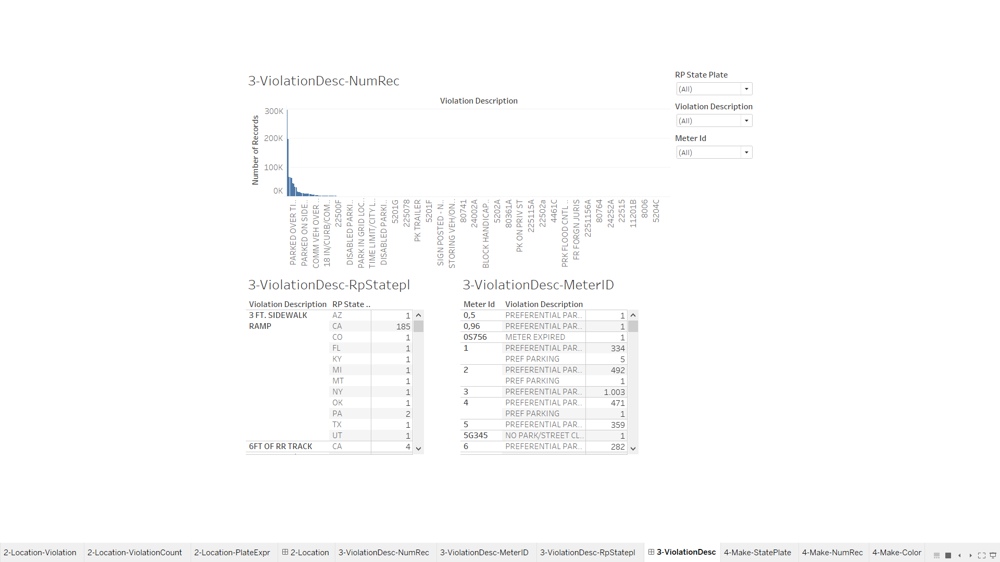 3-ViolationDesc-NumRec
Violation Description
Number of Records
300K
200K
100K
0K
PARKED OVER TI..
PARKED ON SIDE..
COMM VEH OVER ..
18 IN/CURB/COM..
22500F
DISABLED PARKI..
PARK IN GRID LOC..
TIME LIMIT/CITY L..
DISABLED PARKI..
5201G
225078
PK TRAILER
5201F
SIGN POSTED - N..
STORING VEH/ON..
80741
24002A
BLOCK HANDICAP..
5202A
80361A
PK ON PRIV ST
225115A
22502a
4461C
PRK FLOOD CNTL ..
FR FORGN JURIS
2251156A
80764
24252A
22515
11201B
8006
5204C
RP State Plate
(All)
Violation Description
(All)
Meter Id
(All)
3-ViolationDesc-RpStatepl
Violation Description RP State ..
3 FT. SIDEWALK AZ 1
RAMP CA 185
CO 1
FL 1
KY 1
MI 1
MT 1
NY 1
OK 1
PA 2
TX 1
UT 1
6FT OF RR TRACK CA 4
3-ViolationDesc-MeterID
Meter Id Violation Description
0,5 PREFERENTIAL PAR.. 1
0,96 PREFERENTIAL PAR.. 1
0S756 METER EXPIRED 1
1 PREFERENTIAL PAR.. 334
PREF PARKING 5
2 PREFERENTIAL PAR.. 492
PREF PARKING 1
3 PREFERENTIAL PAR.. 1.003
4 PREFERENTIAL PAR.. 471
PREF PARKING 1
5 PREFERENTIAL PAR.. 359
5G345 NO PARK/STREET CL.. 1
6 PREFERENTIAL PAR.. 282
2-Location-Violation 2-Location-ViolationCount 2-Location-PlateExpr 2-Location 3-ViolationDesc-NumRec 3-ViolationDesc-MeterID 3-ViolationDesc-RpStatepl 3-ViolationDesc 4-Make-StatePlate 4-Make-NumRec 4-Make-Color